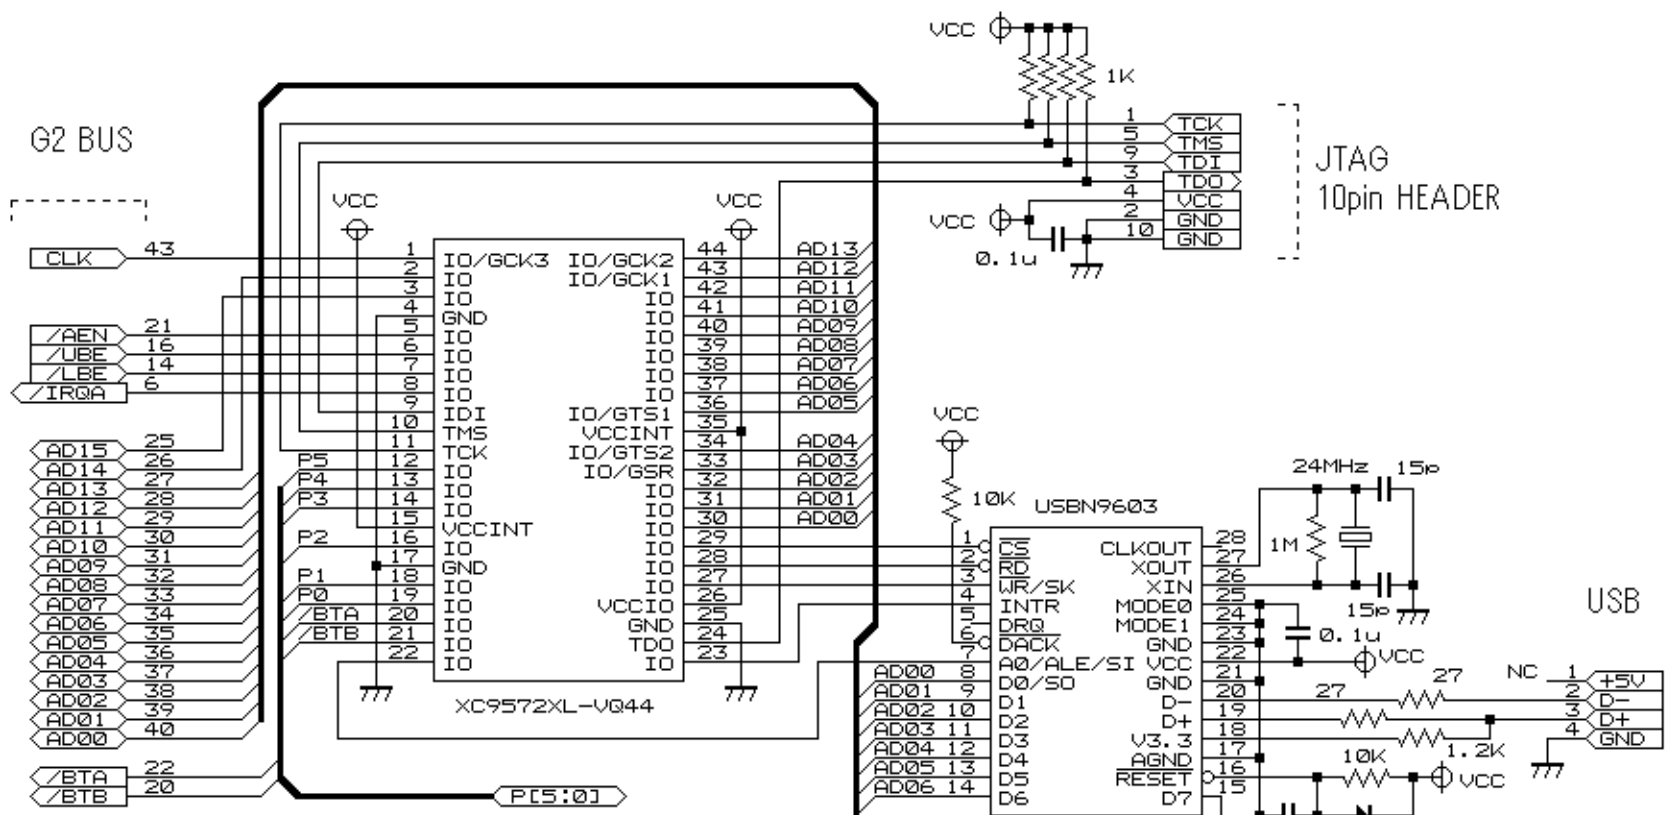 VCC
1K
G2 BUS
CLK 43
/AEN 21
/UBE 16
/LBE 14
/IRQA 6
AD15 25
AD14 26
AD13 27
AD12 28
AD11 29
AD10 30
AD09 31
AD08 32
AD07 33
AD06 34
AD05 35
AD04 36
AD03 37
AD02 38
AD01 39
AD00 40
/BTA 22
/BTB 20
P[5:0]
VCC
VCC
1 IO/GCK3
2 IO
3 IO
4 GND
5 IO
6 IO
7 IO
8 IO
9 IDI
10 TMS
11 TCK
P5 12 IO
P4 13 IO
P3 14 IO
15 VCCINT
P2 16 IO
17 GND
P1 18 IO
P0 19 IO
/BTA 20 IO
/BTB 21 IO
22 IO
IO/GCK2 44 AD13
IO/GCK1 43 AD12
IO 42 AD11
IO 41 AD10
IO 40 AD09
IO 39 AD08
IO 38 AD07
IO 37 AD06
IO/GTS1 36 AD05
VCCINT 35
IO/GTS2 34 AD04
IO/GSR 33 AD03
IO 32 AD02
IO 31 AD01
IO 30 AD00
IO 29
IO 28
IO 27
VCCIO 26
GND 25
TDO 24
IO 23
XC9572XL-VQ44
1 TCK
5 TMS
9 TDI
3 TDO
4 VCC
2 GND
10 GND
VCC
0.1u
JTAG
10pin HEADER
VCC
10K
USBN9603
1 CS
2 RD
3 WR/SK
4 INTR
5 DRQ
6 DACK
7 A0/ALE/SI
AD00 8 D0/SO
AD01 9 D1
AD02 10 D2
AD03 11 D3
AD04 12 D4
AD05 13 D5
AD06 14 D6
CLKOUT 28
XOUT 27
XIN 26
MODE0 25
MODE1 24
GND 23
VCC 22
GND 21
D- 20
D+ 19
V3.3 18
AGND 17
RESET 16
D7 15
24MHz 15p
1M
15p
0.1u
VCC
27
27
1.2K
10K
VCC
USB
NC 1 +5V
2 D-
3 D+
4 GND